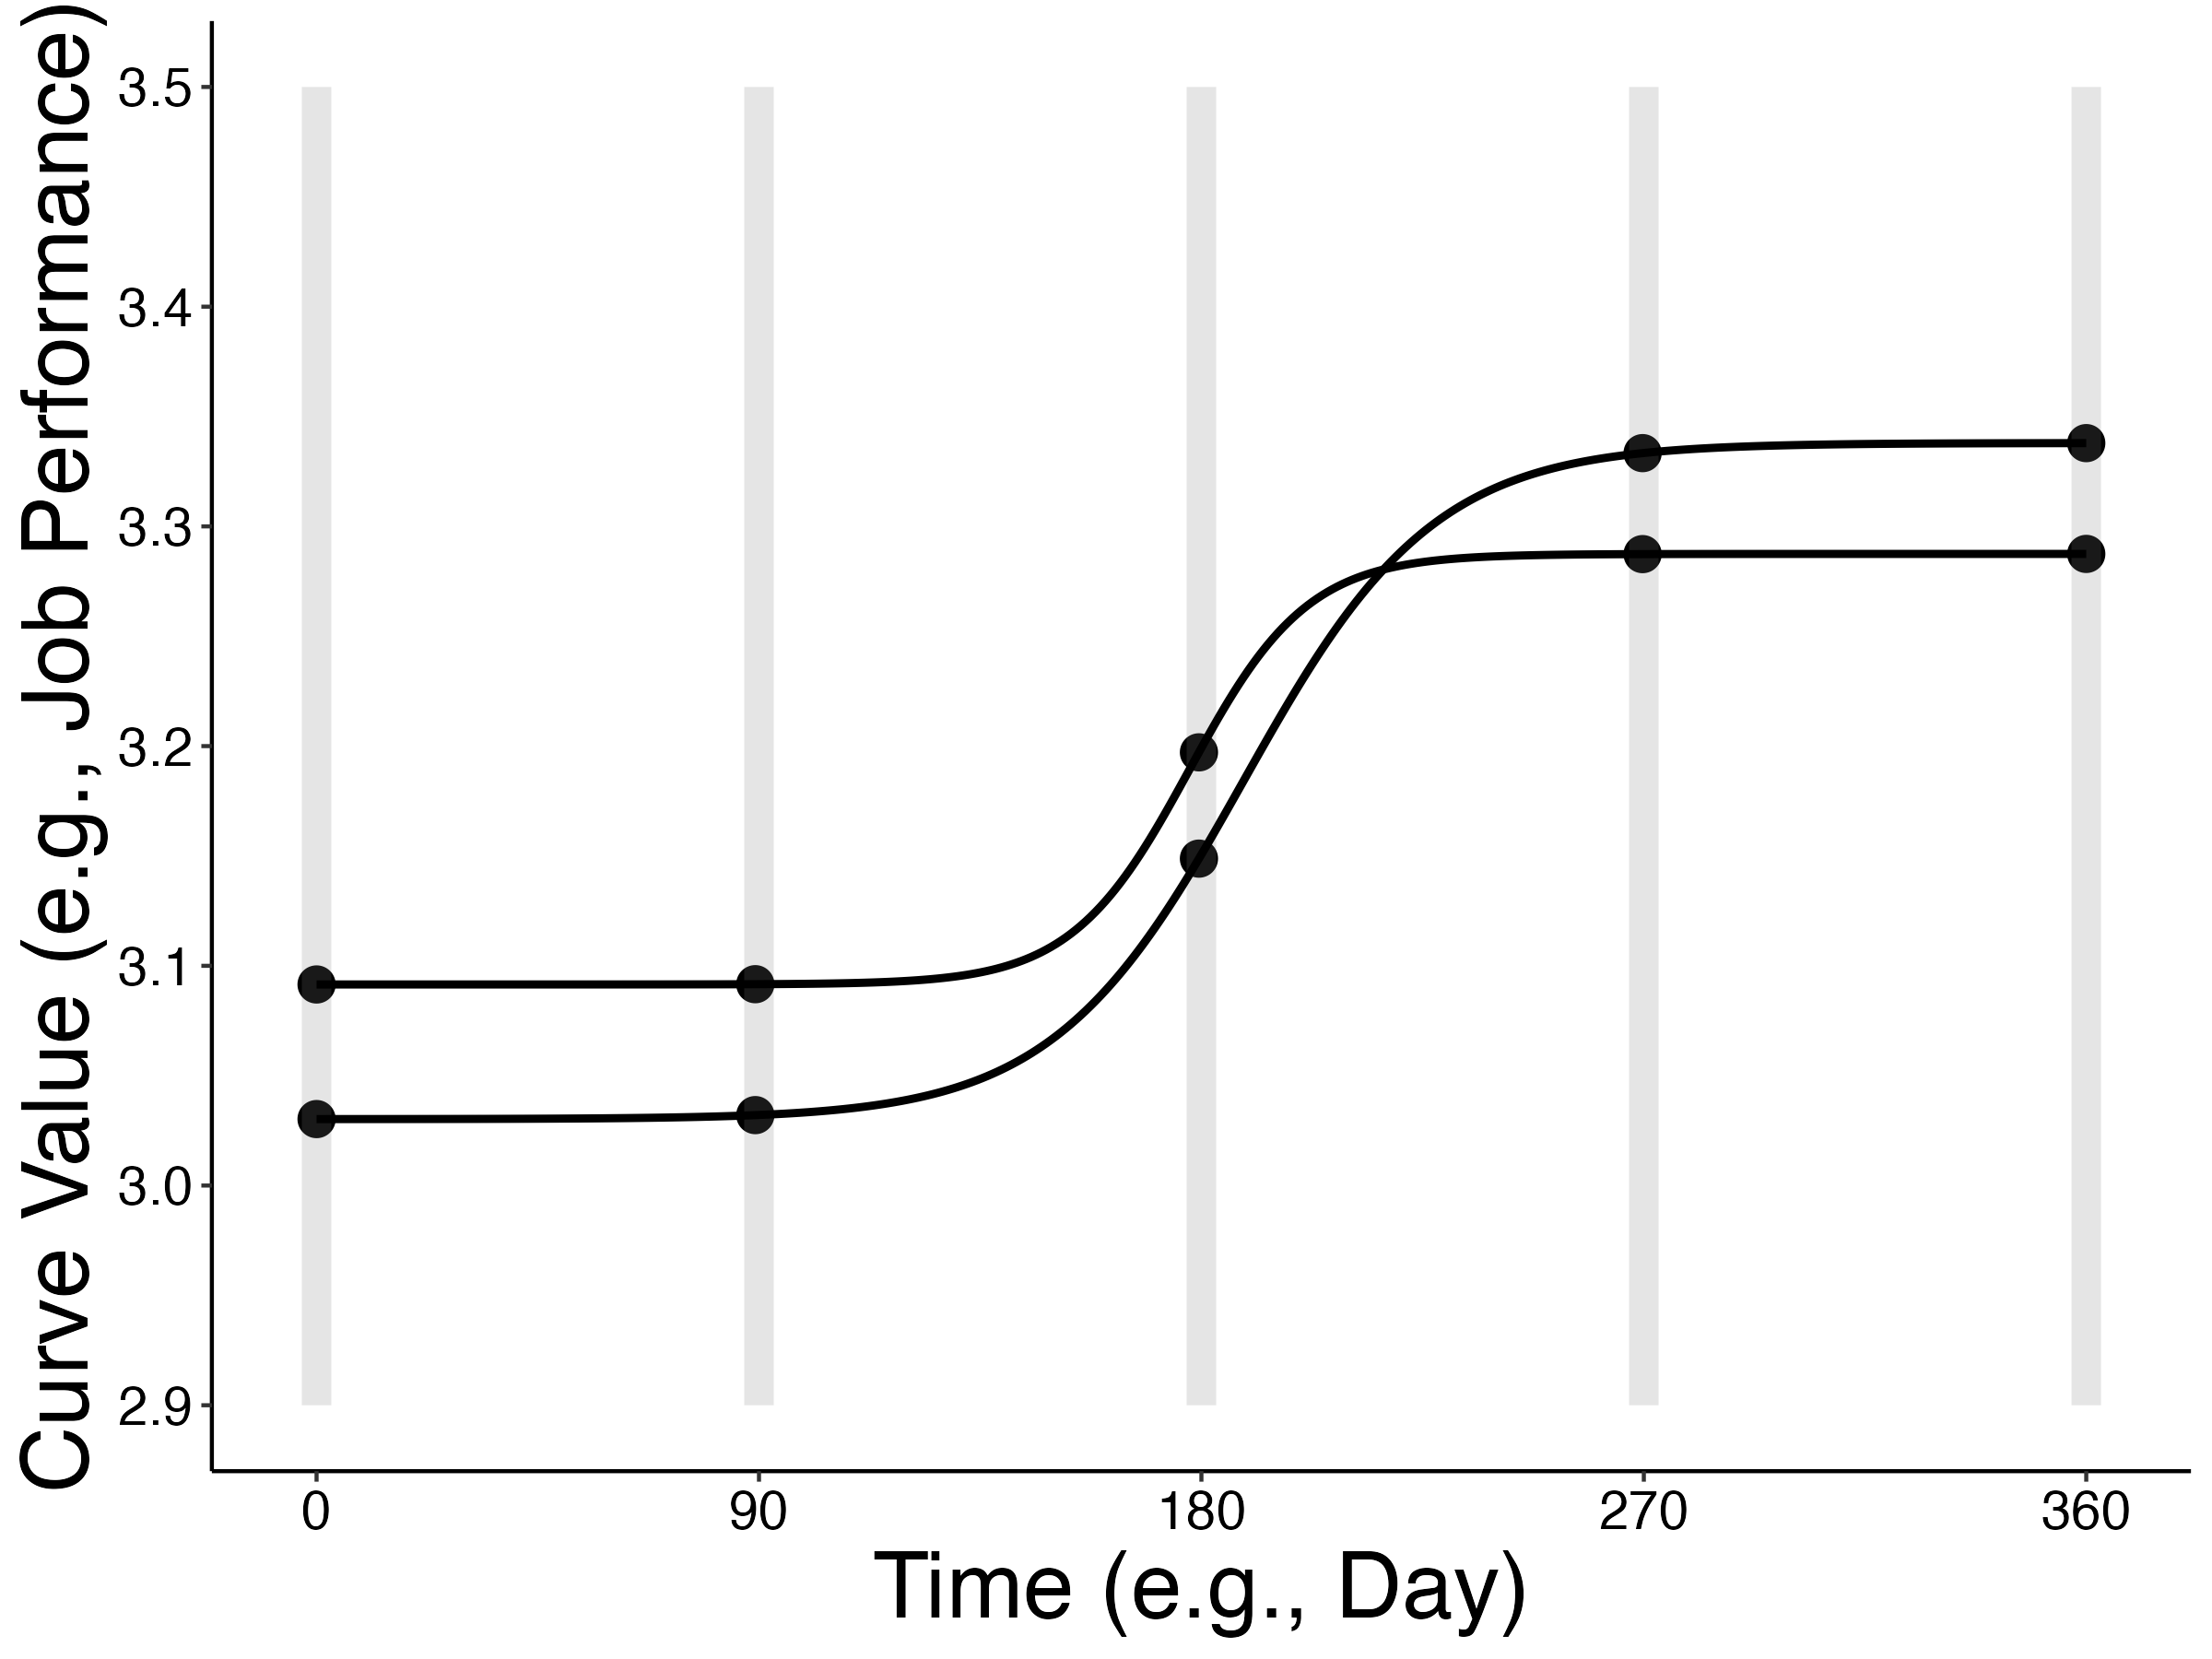 Curve Value (e.g., Job Performance)
3.5
3.4
3.3
3.2
3.1
3.0
2.9
0 90 180 270 360
Time (e.g., Day)